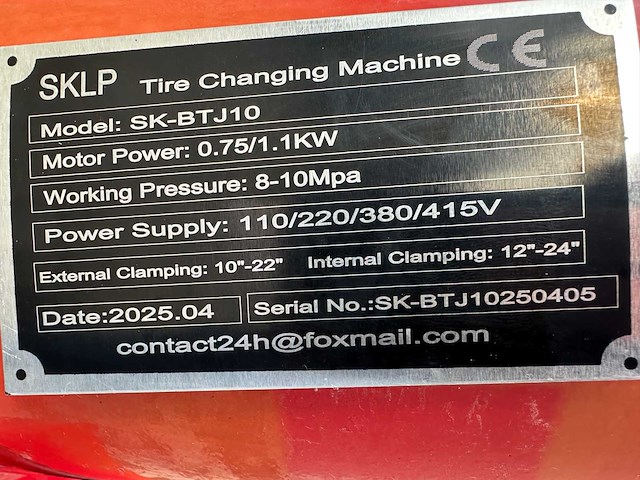 SKLP Tire Changing Machine CE
Model: SK-BTJ10
Motor Power: 0.75/1.1KW
Working Pressure: 8-10Mpa
Power Supply: 110/220/380/415V
External Clamping: 10"-22" Internal Clamping: 12"-24"
Date:2025.04 Serial No.:SK-BTJ10250405
contact24h@foxmail.com